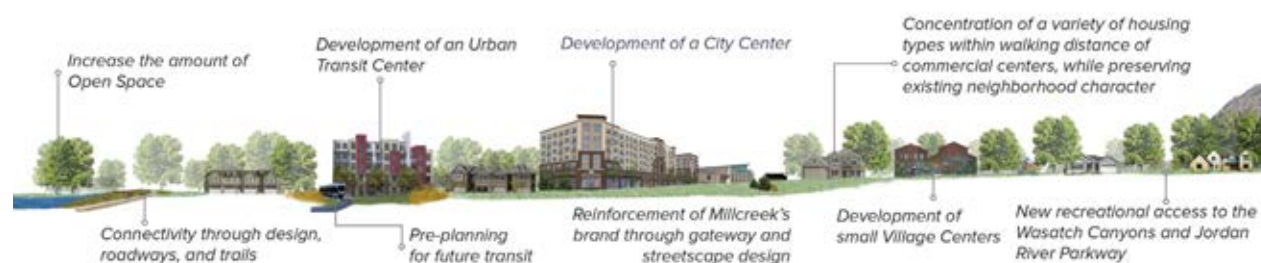 Increase the amount of
Open Space
Development of an Urban
Transit Center
Development of a City Center
Concentration of a variety of housing
types within walking distance of
commercial centers, while preserving
existing neighborhood character
Connectivity through design,
roadways, and trails
Pre-planning
for future transit
Reinforcement of Millcreek's
brand through gateway and
streetscape design
Development of
small Village Centers
New recreational access to the
Wasatch Canyons and Jordan
River Parkway